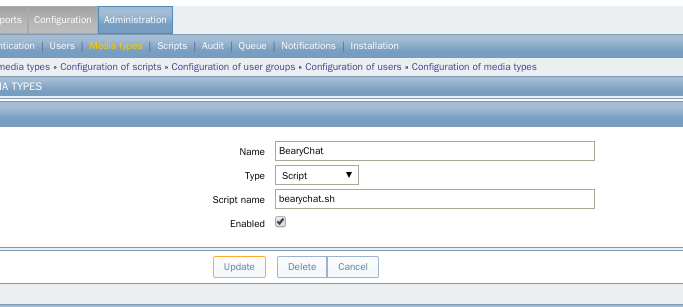 ports Configuration Administration
ntication | Users | Media types | Scripts | Audit | Queue | Notifications | Installation
media types » Configuration of scripts » Configuration of user groups » Configuration of users » Configuration of media types
IA TYPES
Name BearyChat
Type Script
Script name bearychat.sh
Enabled
Update Delete Cancel